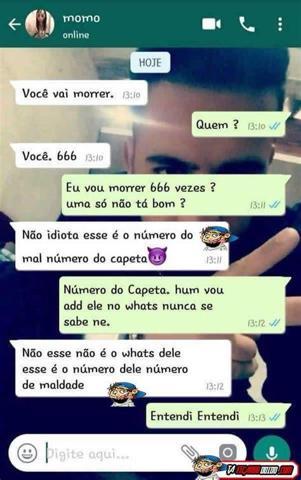 momo
online
HOJE
Você vai morrer. 13:10
Quem ? 13:10
Você. 666 13:10
Eu vou morrer 666 vezes ?
uma só não tá bom ? 13:11
Não idiota esse é o número do
mal número do capeta 13:11
Número do Capeta. hum vou
add ele no whats nunca se
sabe ne. 13:12
Não esse não é o whats dele
esse é o número dele número
de maldade 13:12
Entendi Entendi 13:13
Digite aqui...